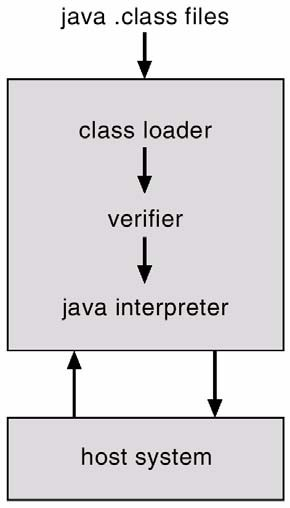 java .class files
class loader
verifier
java interpreter
host system